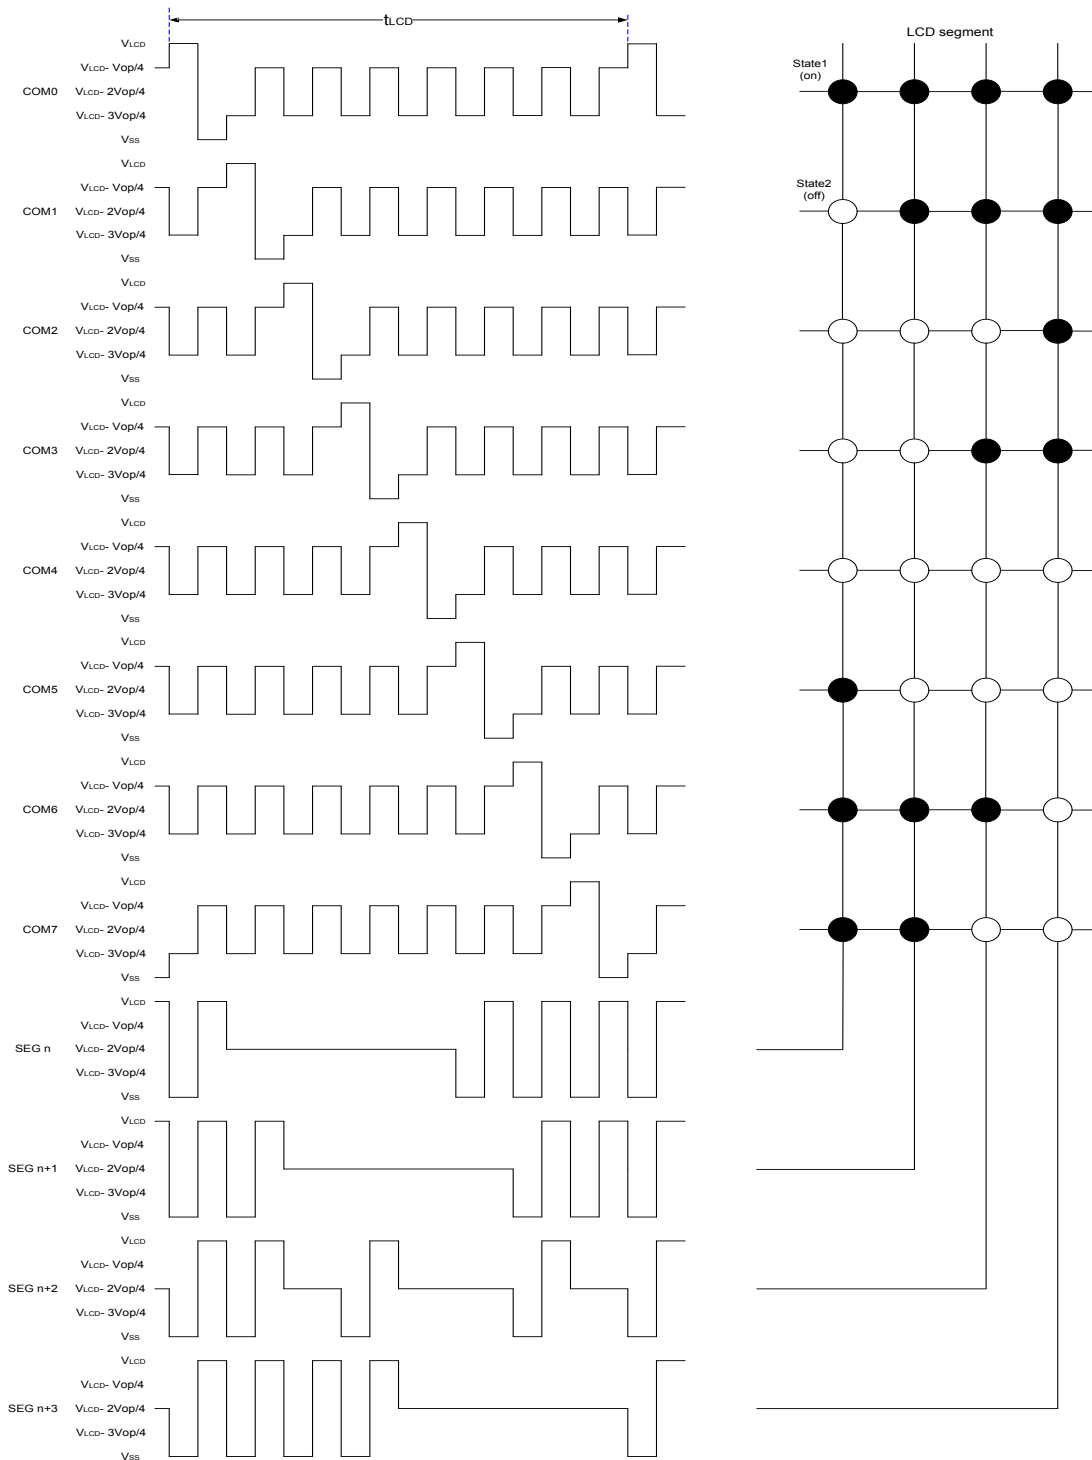 tLCD
LCD segment
VLCD
VLCD- Vop/4
COM0 VLCD- 2Vop/4
VLCD- 3Vop/4
Vss
State1
(on)
VLCD
VLCD- Vop/4
COM1 VLCD- 2Vop/4
VLCD- 3Vop/4
Vss
State2
(off)
VLCD
VLCD- Vop/4
COM2 VLCD- 2Vop/4
VLCD- 3Vop/4
Vss
VLCD
VLCD- Vop/4
COM3 VLCD- 2Vop/4
VLCD- 3Vop/4
Vss
VLCD
VLCD- Vop/4
COM4 VLCD- 2Vop/4
VLCD- 3Vop/4
Vss
VLCD
VLCD- Vop/4
COM5 VLCD- 2Vop/4
VLCD- 3Vop/4
Vss
VLCD
VLCD- Vop/4
COM6 VLCD- 2Vop/4
VLCD- 3Vop/4
Vss
VLCD
VLCD- Vop/4
COM7 VLCD- 2Vop/4
VLCD- 3Vop/4
Vss
VLCD
VLCD- Vop/4
SEG n VLCD- 2Vop/4
VLCD- 3Vop/4
Vss
VLCD
VLCD- Vop/4
SEG n+1 VLCD- 2Vop/4
VLCD- 3Vop/4
Vss
VLCD
VLCD- Vop/4
SEG n+2 VLCD- 2Vop/4
VLCD- 3Vop/4
Vss
VLCD
VLCD- Vop/4
SEG n+3 VLCD- 2Vop/4
VLCD- 3Vop/4
Vss